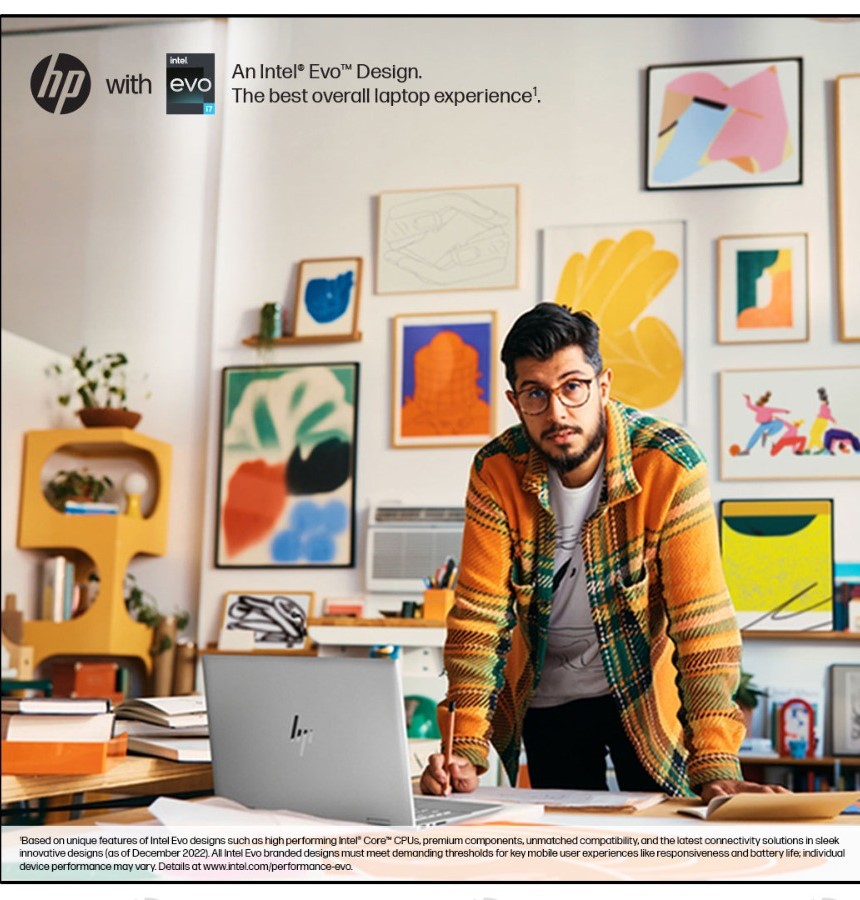 hp with intel evo i7
An Intel® Evo™ Design.
The best overall laptop experience¹.
hp
¹Based on unique features of Intel Evo designs such as high performing Intel® Core™ CPUs, premium components, unmatched compatibility, and the latest connectivity solutions in sleek
innovative designs (as of December 2022). All Intel Evo branded designs must meet demanding thresholds for key mobile user experiences like responsiveness and battery life; individual
device performance may vary. Details at www.intel.com/performance-evo.